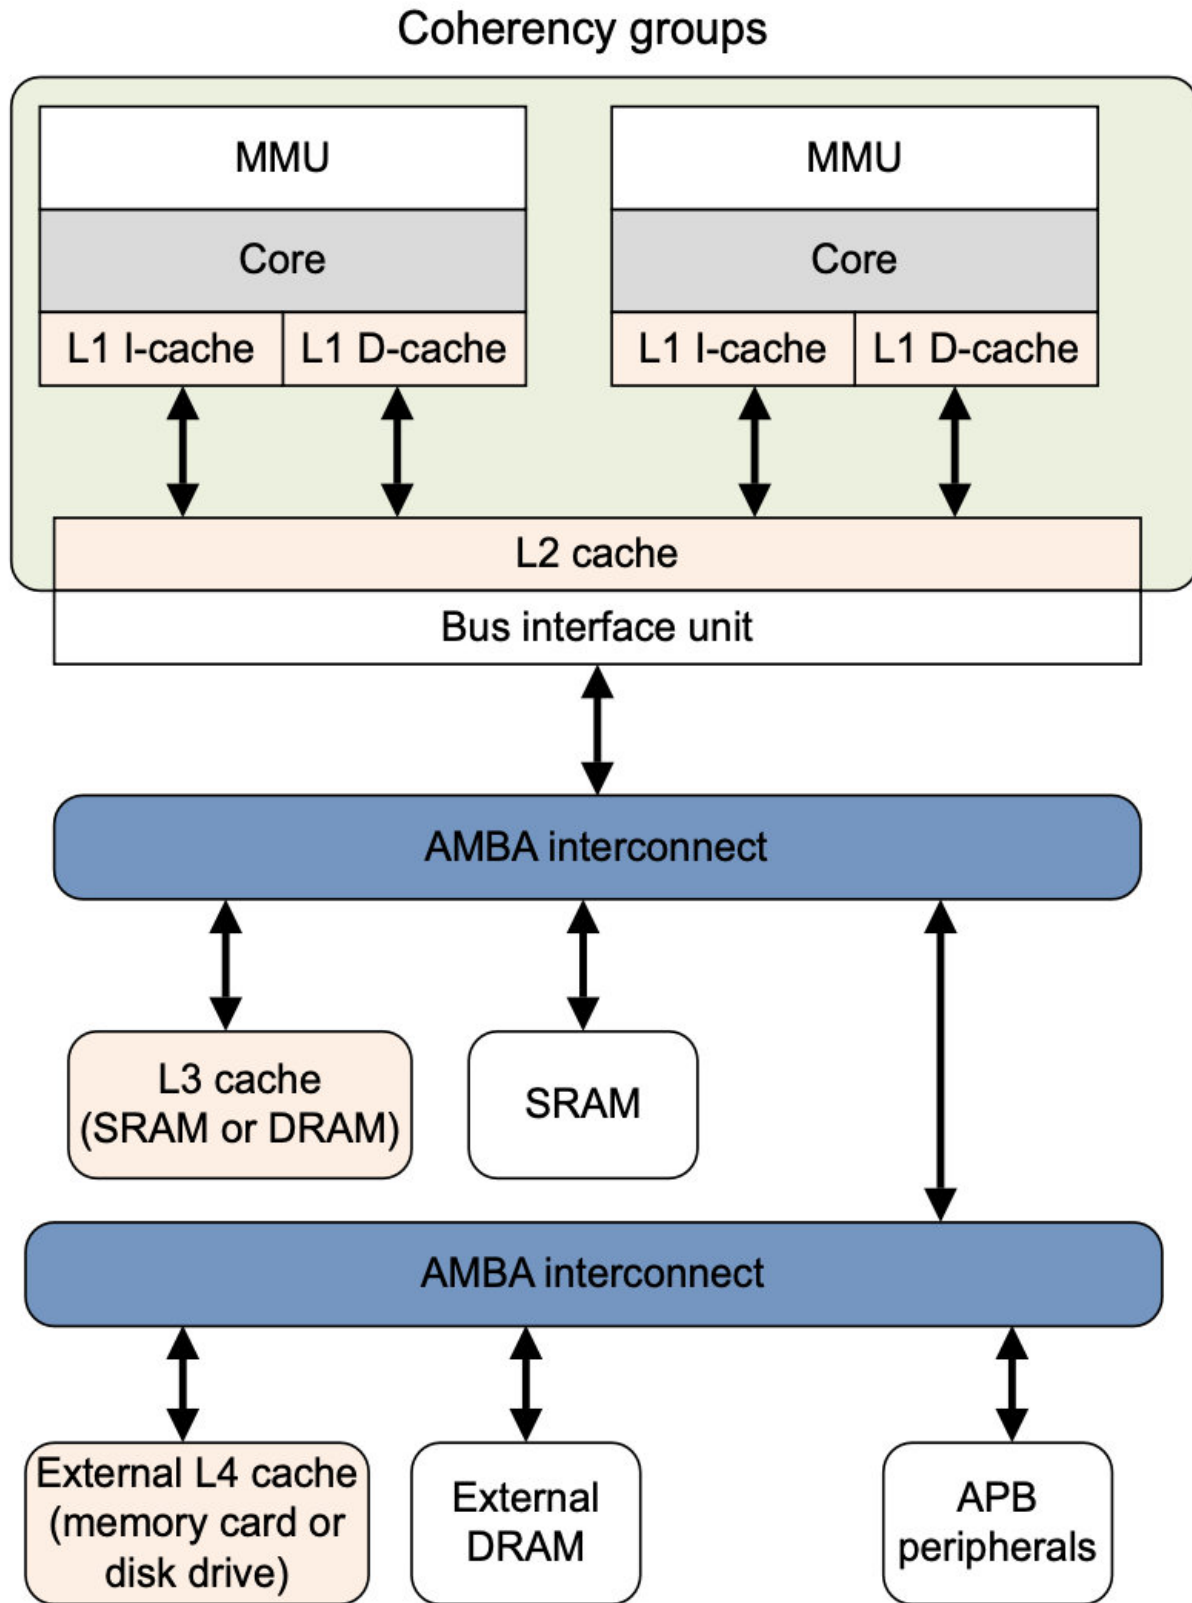 Coherency groups
MMU
MMU
Core
Core
L1 I-cache
L1 D-cache
L1 I-cache
L1 D-cache
L2 cache
Bus interface unit
AMBA interconnect
L3 cache
(SRAM or DRAM)
SRAM
AMBA interconnect
External L4 cache
(memory card or
disk drive)
External
DRAM
APB
peripherals